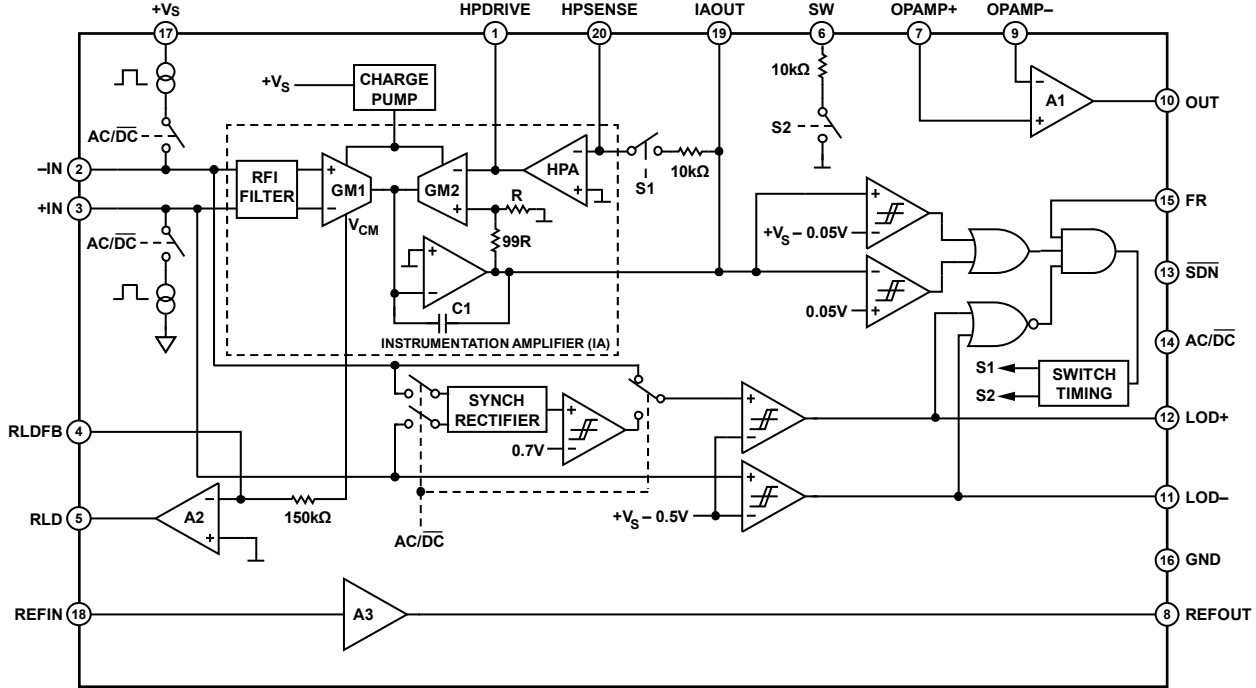 +VS
HPDRIVE
HPSENSE
IAOUT
SW
OPAMP+
OPAMP–
17
1
20
19
6
7
9
10kΩ
+VS
CHARGE
PUMP
A1
10
OUT
AC/DC
S2
–IN
2
RFI
FILTER
GM1
GM2
HPA
S1
10kΩ
+IN
3
VCM
R
99R
15
FR
+VS – 0.05V
AC/DC
13
SDN
C1
0.05V
INSTRUMENTATION AMPLIFIER (IA)
14
AC/DC
S1
S2
SWITCH
TIMING
SYNCH
RECTIFIER
0.7V
12
LOD+
RLDFB
4
A2
150kΩ
RLD
5
+VS – 0.5V
11
LOD–
AC/DC
16
GND
REFIN
18
A3
8
REFOUT